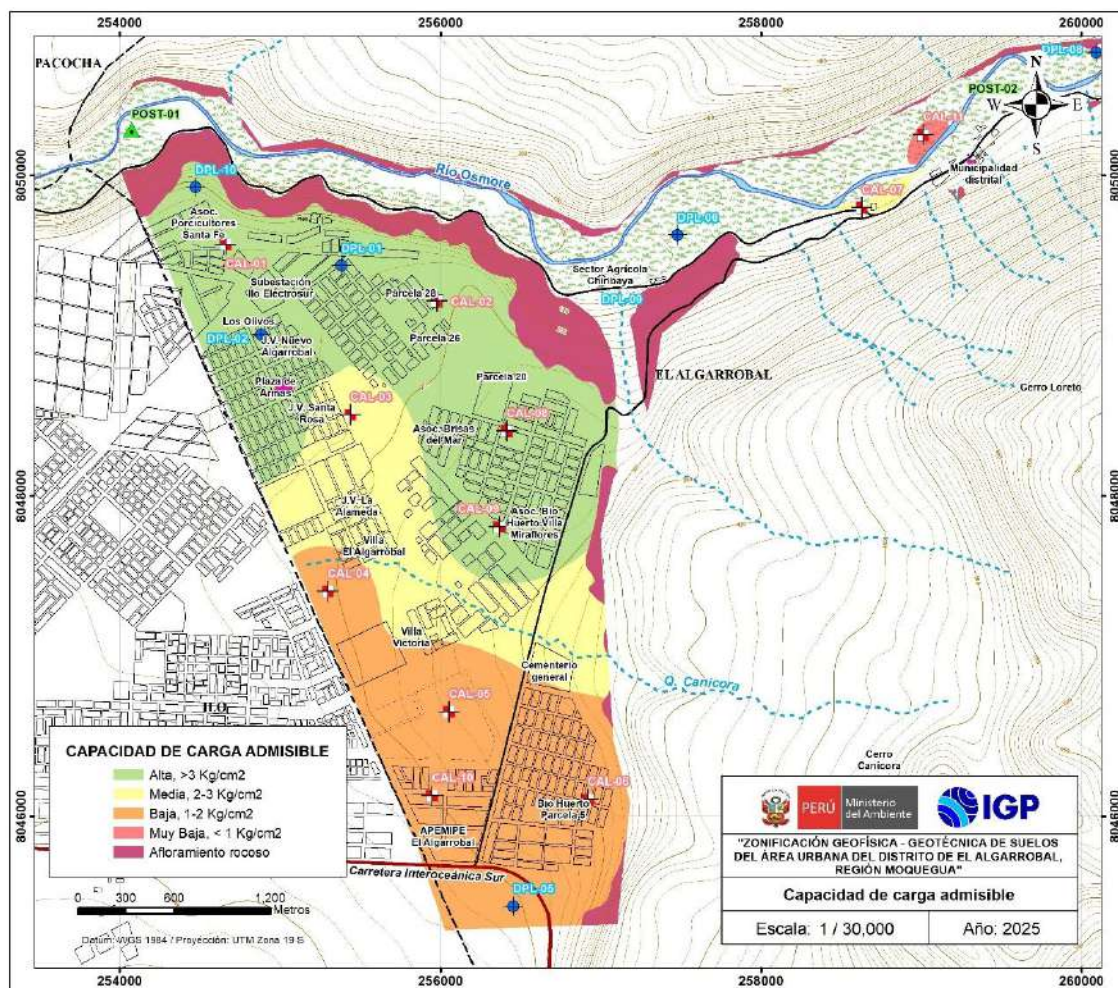 254000
256000
258000
260000
PACOCHA
DPL-08
N
W
E
S
POST-02
POST-01
CAL-11
8050000
8050000
Río Osmore
Municipalidad
distrital
DPL-10
CAL-07
Asoc.
Porcicultores
Santa Fe
CAL-01
DPL-01
Sector Agrícola
Chiribaya
DPL-09
Subestación
Ilo Electrosur
Parcela 28
CAL-02
Los Olivos
DPL-02
J.V. Nuevo
Algarrobal
Parcela 26
Plaza de
Armas
CAL-03
Parcela 20
EL ALGARROBAL
Cerro Loreto
J.V. Santa
Rosa
CAL-08
Asoc. Brisas
del Mar
8048000
8048000
J.V. La
Alameda
CAL-09
Asoc. Bio
Huerto Villa
Miraflores
Villa
El Algarrobal
CAL-04
Villa
Victoria
Cementerio
general
Q. Canicora
ILO
CAL-05
Cerro
Canicora
CAPACIDAD DE CARGA ADMISIBLE
Alta, >3 Kg/cm2
Media, 2-3 Kg/cm2
Baja, 1-2 Kg/cm2
Muy Baja, < 1 Kg/cm2
Afloramiento rocoso
CAL-10
CAL-06
Bio Huerto
Parcela 5
8046000
8046000
APEMIPE
El Algarrobal
Carretera Interoceánica Sur
DPL-05
0 300 600 1,200
Metros
Datum: WGS 1984 / Proyección: UTM Zona 19 S
PERÚ
Ministerio
del Ambiente
IGP
"ZONIFICACIÓN GEOFÍSICA - GEOTÉCNICA DE SUELOS
DEL ÁREA URBANA DEL DISTRITO DE EL ALGARROBAL,
REGIÓN MOQUEGUA"
Capacidad de carga admisible
Escala: 1 / 30,000
Año: 2025
254000
256000
258000
260000